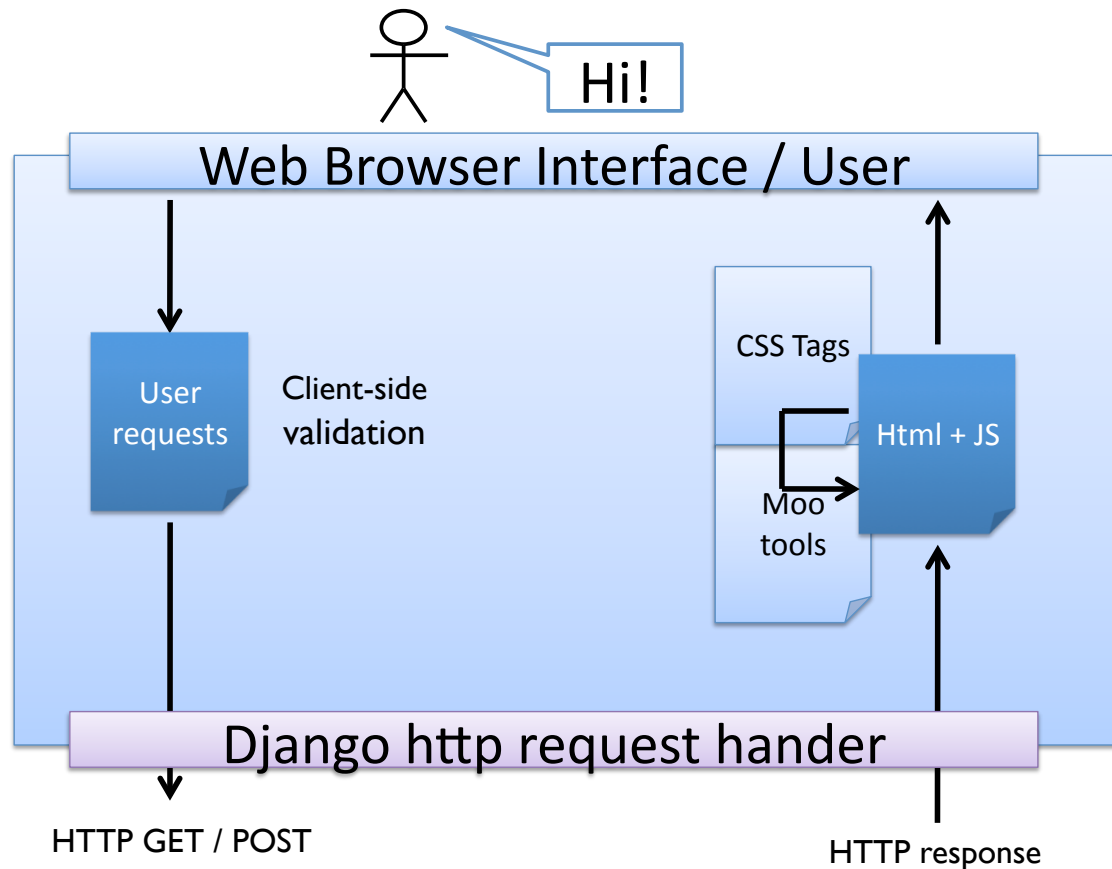 Hi!
Web Browser Interface / User
User
requests
Client-side
validation
CSS Tags
Html + JS
Moo
tools
Django http request hander
HTTP GET / POST
HTTP response